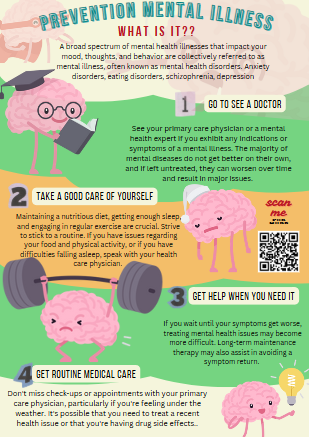 PREVENTION MENTAL ILLNESS
WHAT IS IT??
A broad spectrum of mental health illnesses that impact your
mood, thoughts, and behavior are collectively referred to as
mental illness, often known as mental health disorders. Anxiety
disorders, eating disorders, schizophrenia, depression
1 GO TO SEE A DOCTOR
See your primary care physician or a mental
health expert if you exhibit any indications or
symptoms of a mental illness. The majority of
mental diseases do not get better on their own,
and if left untreated, they can worsen over time
and result in major issues.
2 TAKE A GOOD CARE OF YOURSELF
Maintaining a nutritious diet, getting enough sleep,
and engaging in regular exercise are crucial. Strive
to stick to a routine. If you have issues regarding
your food and physical activity, or if you have
difficulties falling asleep, speak with your health
care physician.
scan
me
3 GET HELP WHEN YOU NEED IT
If you wait until your symptoms get worse,
treating mental health issues may become
more difficult. Long-term maintenance
therapy may also assist in avoiding a
symptom return.
4 GET ROUTINE MEDICAL CARE
Don't miss check-ups or appointments with your primary
care physician, particularly if you're feeling under the
weather. It's possible that you need to treat a recent
health issue or that you're having drug side effects..